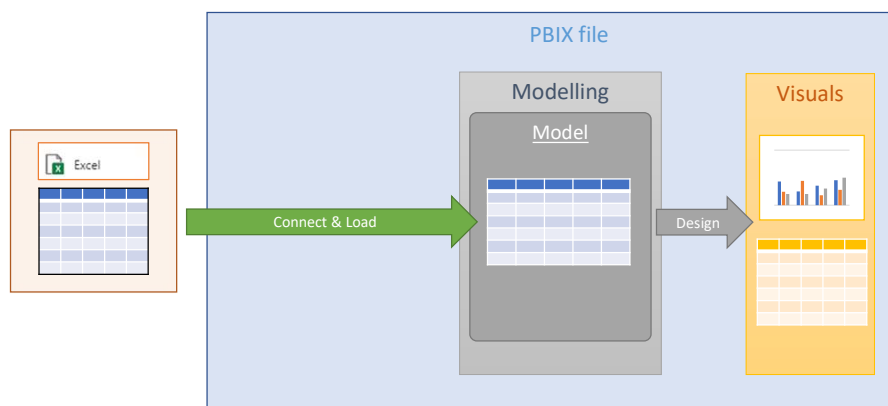 PBIX file
Modelling
Visuals
Model
Excel
Connect & Load
Design